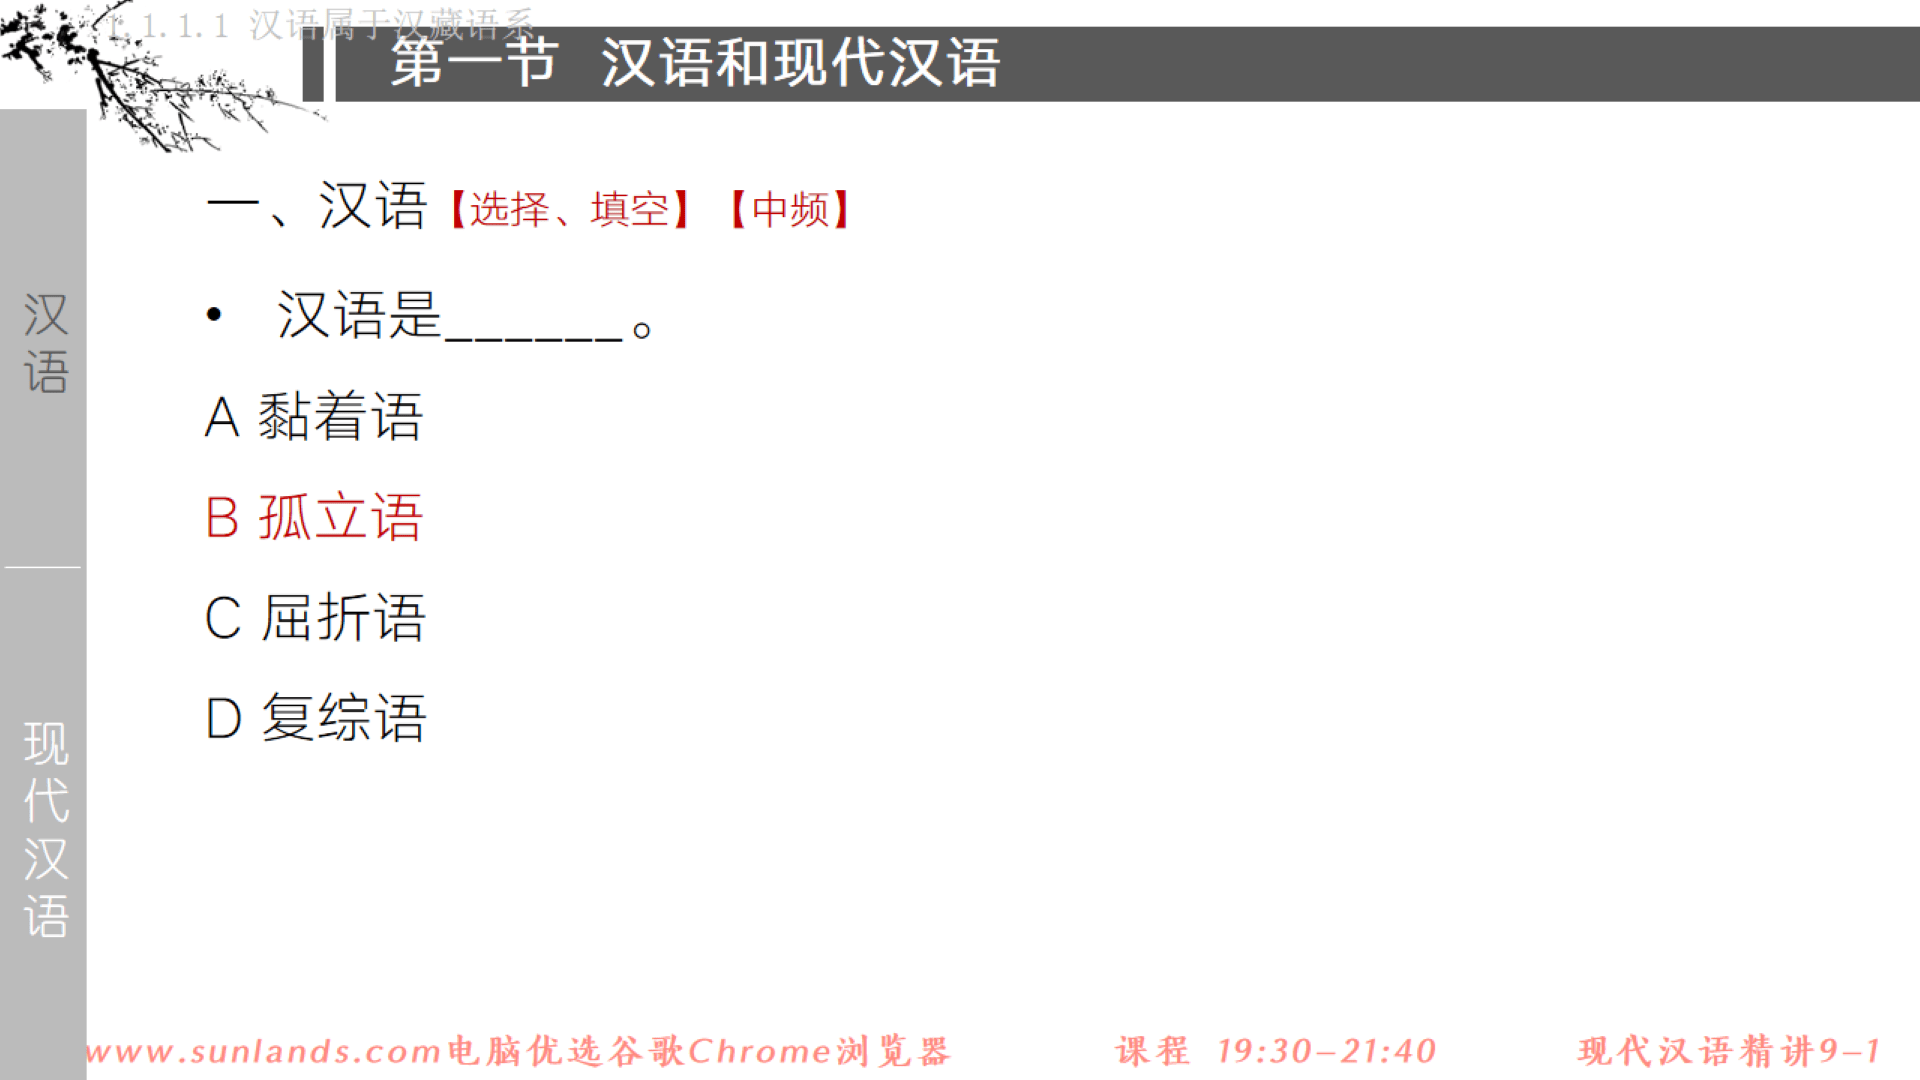 1.1.1.1 汉语属于汉藏语系
第一节 汉语和现代汉语
汉语
现代汉语
一、汉语【选择、填空】【中频】
• 汉语是______。
A 黏着语
B 孤立语
C 屈折语
D 复综语
www.sunlands.com电脑优选谷歌Chrome浏览器 课程 19:30-21:40 现代汉语精讲9-1